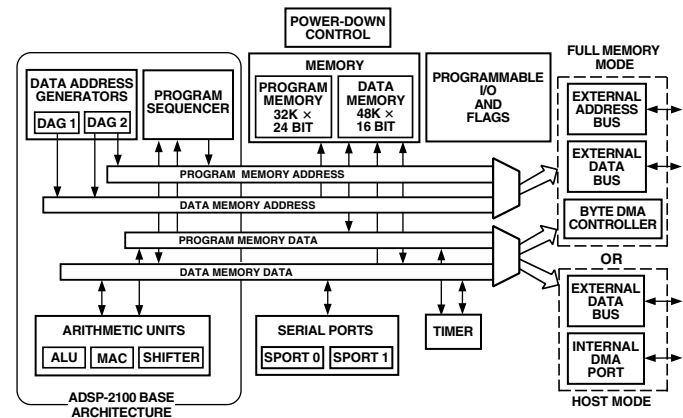 POWER-DOWN
CONTROL
FULL MEMORY
MODE
MEMORY
DATA ADDRESS
GENERATORS
DAG 1
DAG 2
PROGRAM
SEQUENCER
PROGRAM
MEMORY
32K ×
24 BIT
DATA
MEMORY
48K ×
16 BIT
PROGRAMMABLE
I/O
AND
FLAGS
EXTERNAL
ADDRESS
BUS
EXTERNAL
DATA
BUS
BYTE DMA
CONTROLLER
PROGRAM MEMORY ADDRESS
DATA MEMORY ADDRESS
PROGRAM MEMORY DATA
DATA MEMORY DATA
OR
EXTERNAL
DATA
BUS
INTERNAL
DMA
PORT
HOST MODE
ARITHMETIC UNITS
ALU
MAC
SHIFTER
SERIAL PORTS
SPORT 0
SPORT 1
TIMER
ADSP-2100 BASE
ARCHITECTURE